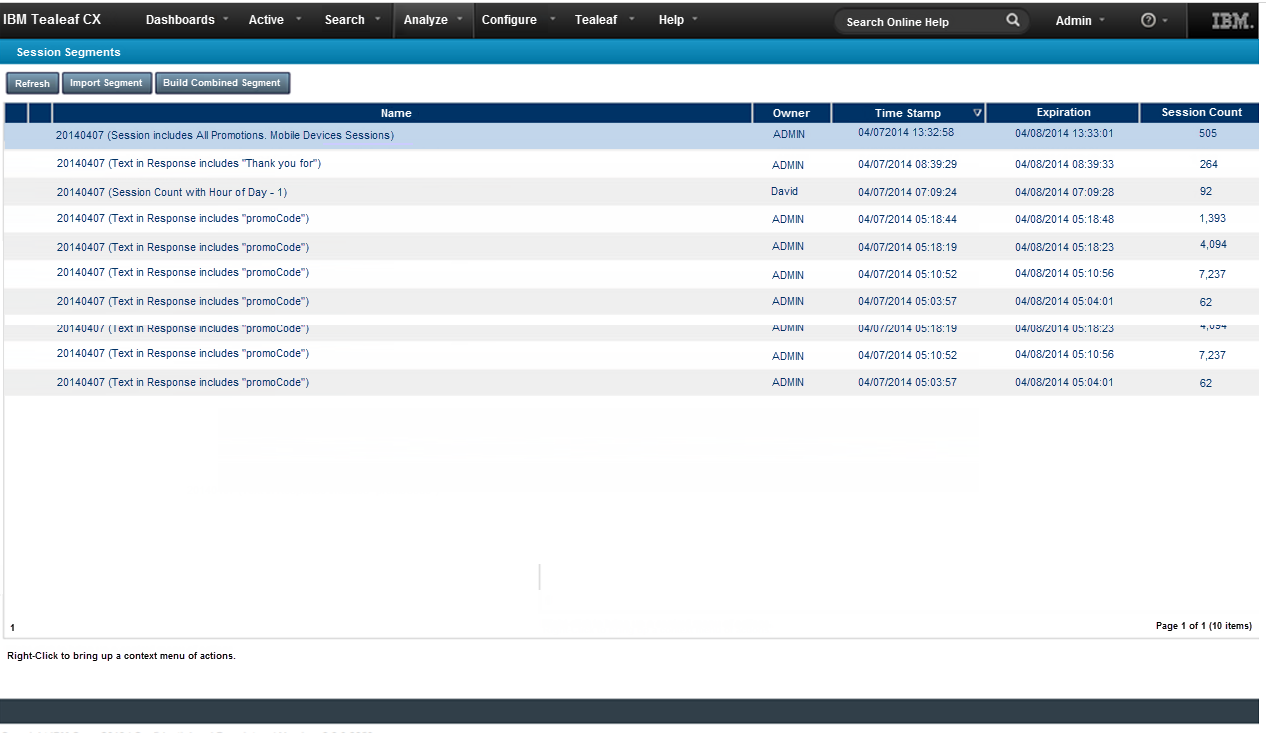 IBM Tealeaf CX Dashboards Active Search Analyze Configure Tealeaf Help Search Online Help Admin ? IBM.
Session Segments
Refresh Import Segment Build Combined Segment
Name Owner Time Stamp Expiration Session Count
20140407 (Session includes All Promotions. Mobile Devices Sessions) ADMIN 04/072014 13:32:58 04/08/2014 13:33:01 505
20140407 (Text in Response includes "Thank you for") ADMIN 04/07/2014 08:39:29 04/08/2014 08:39:33 264
20140407 (Session Count with Hour of Day - 1) David 04/07/2014 07:09:24 04/08/2014 07:09:28 92
20140407 (Text in Response includes "promoCode") ADMIN 04/07/2014 05:18:44 04/08/2014 05:18:48 1,393
20140407 (Text in Response includes "promoCode") ADMIN 04/07/2014 05:18:19 04/08/2014 05:18:23 4,094
20140407 (Text in Response includes "promoCode") ADMIN 04/07/2014 05:10:52 04/08/2014 05:10:56 7,237
20140407 (Text in Response includes "promoCode") ADMIN 04/07/2014 05:03:57 04/08/2014 05:04:01 62
20140407 (Text in Response includes "promoCode") ADMIN 04/07/2014 05:18:19 04/08/2014 05:18:23 4,094
20140407 (Text in Response includes "promoCode") ADMIN 04/07/2014 05:10:52 04/08/2014 05:10:56 7,237
20140407 (Text in Response includes "promoCode") ADMIN 04/07/2014 05:03:57 04/08/2014 05:04:01 62
1 Page 1 of 1 (10 items)
Right-Click to bring up a context menu of actions.